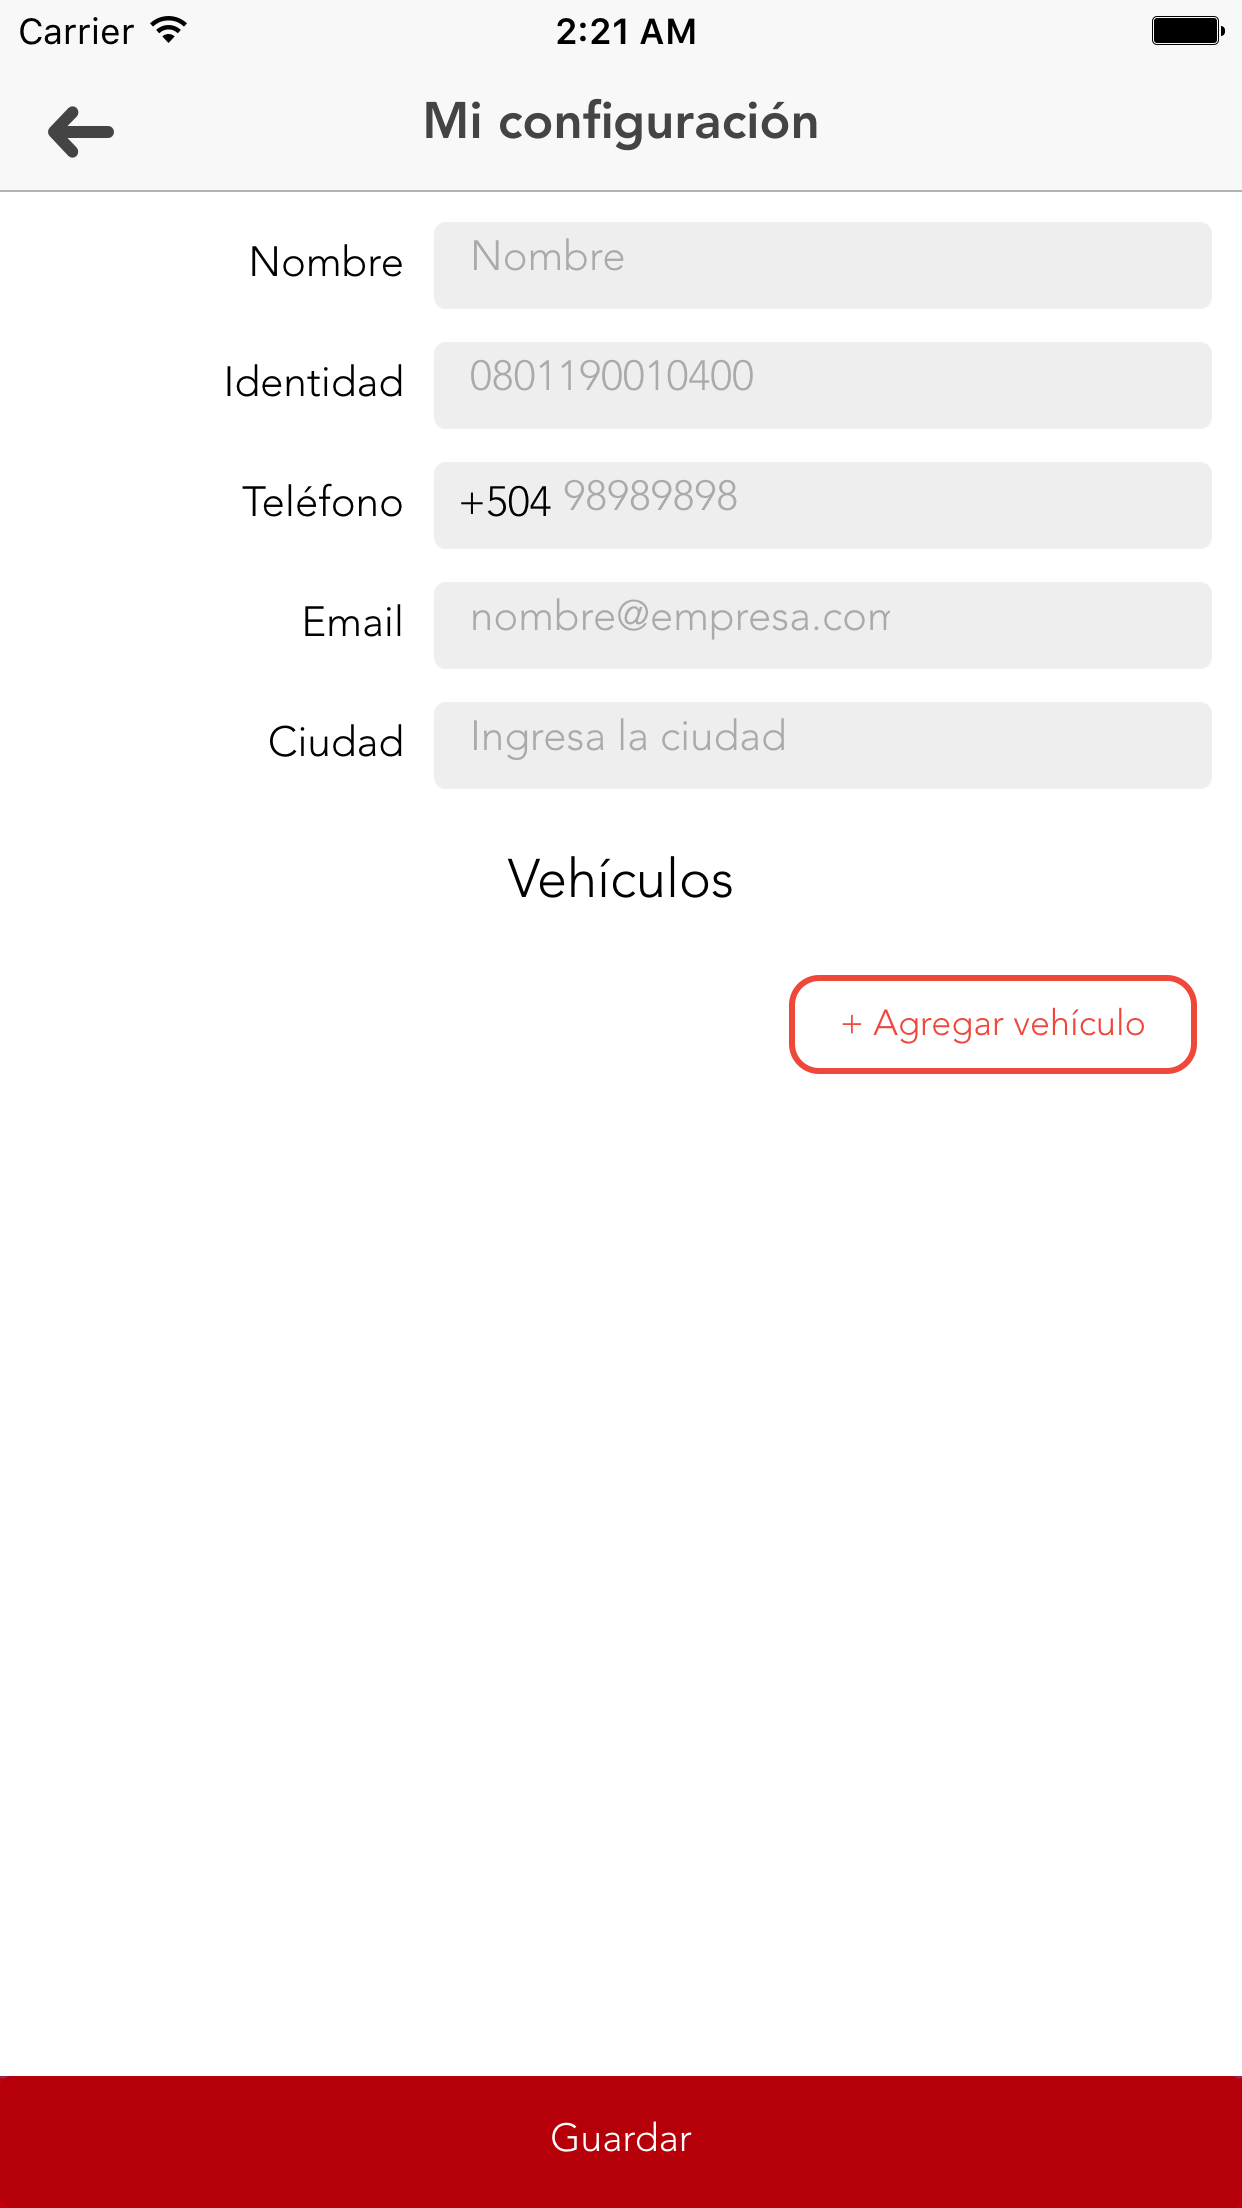 Carrier 2:21 AM
Mi configuración
Nombre Nombre
Identidad 0801190010400
Teléfono +504 98989898
Email nombre@empresa.com
Ciudad Ingresa la ciudad
Vehículos
+ Agregar vehículo
Guardar